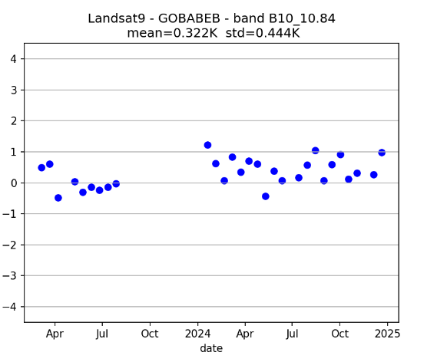 Landsat9 - GOBABEB - band B10_10.84
mean=0.322K  std=0.444K
4
3
2
1
0
−1
−2
−3
−4
Apr Jul Oct 2024 Apr Jul Oct 2025
date